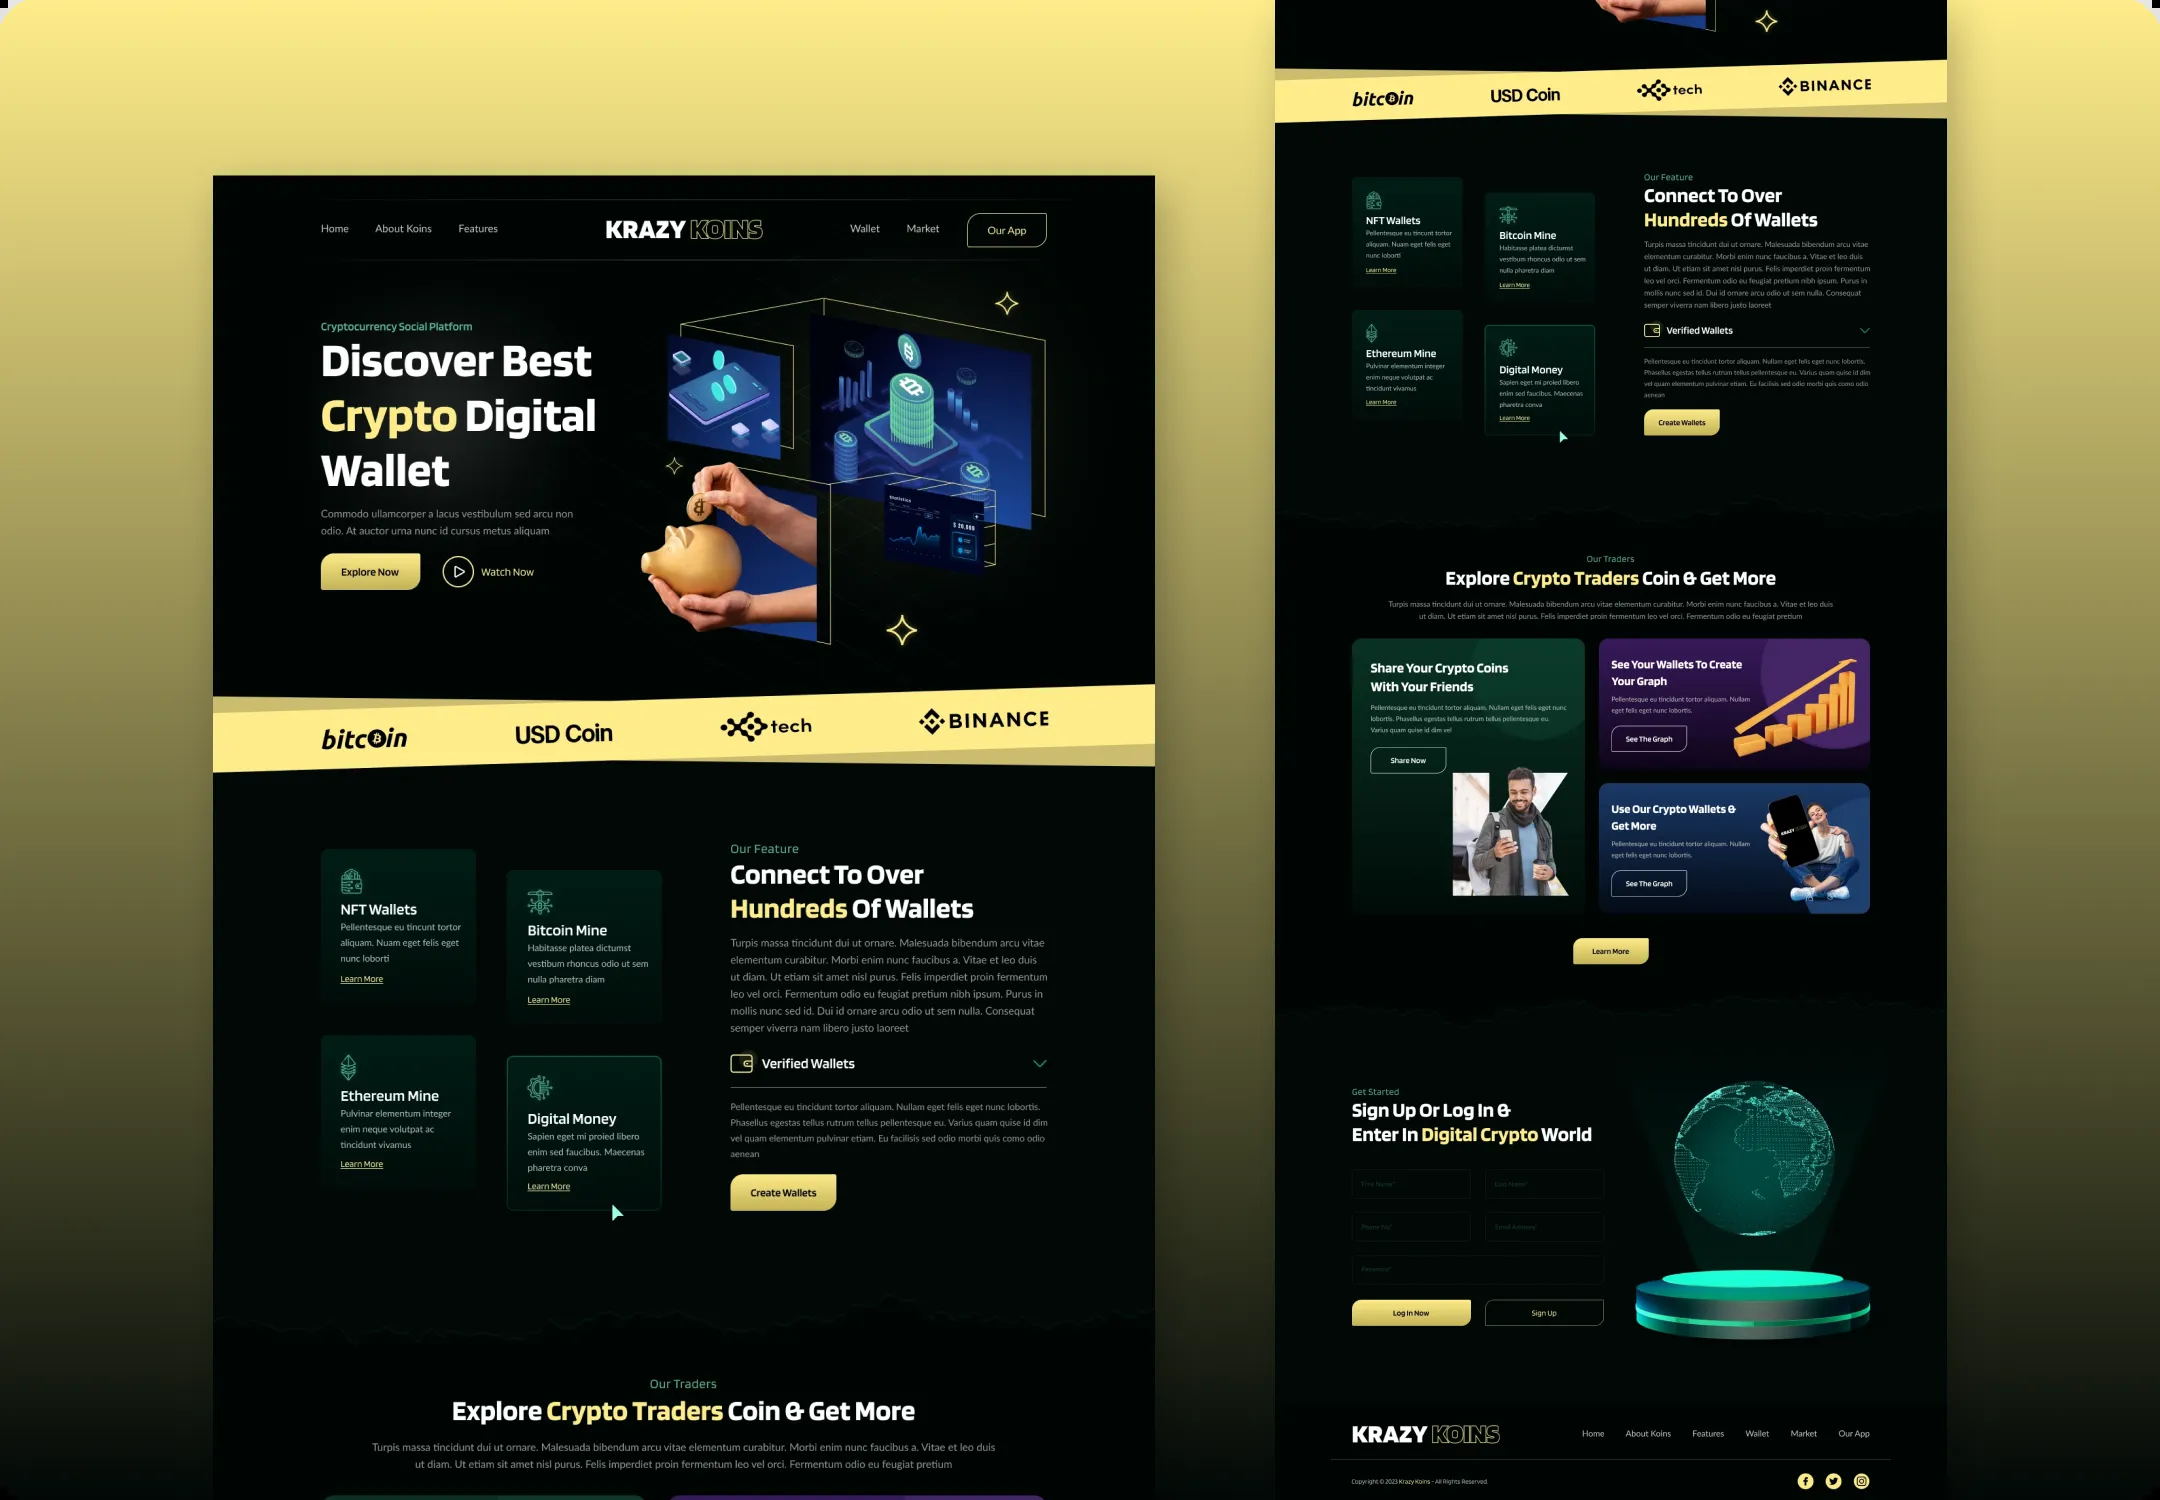 Home
About Koins
Features
KRAZY KOINS
Wallet
Market
Our App
Cryptocurrency Social Platform
Discover Best
Crypto Digital
Wallet
Commodo ullamcorper a lacus vestibulum sed arcu non
odio. At auctor urna nunc id cursus metus aliquam
Explore Now
Watch Now
$ 20,000
bitcoin
USD Coin
tech
BINANCE
NFT Wallets
Pellentesque eu tincunt tortor
aliquam. Nuam eget felis eget
nunc loborti
Learn More
Bitcoin Mine
Habitasse platea dictumst
vestibum rhoncus odio ut sem
nulla pharetra diam
Learn More
Ethereum Mine
Pulvinar elementum integer
enim neque volutpat ac
tincidunt vivamus
Learn More
Digital Money
Sapien eget mi proied libero
enim sed faucibus. Maecenas
pharetra conva
Learn More
Our Feature
Connect To Over
Hundreds Of Wallets
Turpis massa tincidunt dui ut ornare. Malesuada bibendum arcu vitae
elementum curabitur. Morbi enim nunc faucibus a. Vitae et leo duis
ut diam. Ut etiam sit amet nisl purus. Felis imperdiet proin fermentum
leo vel orci. Fermentum odio eu feugiat pretium nibh ipsum. Purus in
mollis nunc sed id. Dui id ornare arcu odio ut sem nulla. Consequat
semper viverra nam libero justo laoreet
Verified Wallets
Pellentesque eu tincidunt tortor aliquam. Nullam eget felis eget nunc lobortis.
Phasellus egestas tellus rutrum tellus pellentesque eu. Varius quam quise id dim
vel quam elementum pulvinar etiam. Eu facilisis sed odio morbi quis como odio
aenean
Create Wallets
Our Traders
Explore Crypto Traders Coin & Get More
Turpis massa tincidunt dui ut ornare. Malesuada bibendum arcu vitae elementum curabitur. Morbi enim nunc faucibus a. Vitae et leo duis
ut diam. Ut etiam sit amet nisl purus. Felis imperdiet proin fermentum leo vel orci. Fermentum odio eu feugiat pretium
bitcoin
USD Coin
tech
BINANCE
NFT Wallets
Pellentesque eu tincunt tortor
aliquam. Nuam eget felis eget
nunc loborti
Learn More
Bitcoin Mine
Habitasse platea dictumst
vestibum rhoncus odio ut sem
nulla pharetra diam
Learn More
Ethereum Mine
Pulvinar elementum integer
enim neque volutpat ac
tincidunt vivamus
Learn More
Digital Money
Sapien eget mi proied libero
enim sed faucibus. Maecenas
pharetra conva
Learn More
Our Feature
Connect To Over
Hundreds Of Wallets
Turpis massa tincidunt dui ut ornare. Malesuada bibendum arcu vitae
elementum curabitur. Morbi enim nunc faucibus a. Vitae et leo duis
ut diam. Ut etiam sit amet nisl purus. Felis imperdiet proin fermentum
leo vel orci. Fermentum odio eu feugiat pretium nibh ipsum. Purus in
mollis nunc sed id. Dui id ornare arcu odio ut sem nulla. Consequat
semper viverra nam libero justo laoreet
Verified Wallets
Pellentesque eu tincidunt tortor aliquam. Nullam eget felis eget nunc lobortis.
Phasellus egestas tellus rutrum tellus pellentesque eu. Varius quam quise id dim
vel quam elementum pulvinar etiam. Eu facilisis sed odio morbi quis como odio
aenean
Create Wallets
Our Traders
Explore Crypto Traders Coin & Get More
Turpis massa tincidunt dui ut ornare. Malesuada bibendum arcu vitae elementum curabitur. Morbi enim nunc faucibus a. Vitae et leo duis
ut diam. Ut etiam sit amet nisl purus. Felis imperdiet proin fermentum leo vel orci. Fermentum odio eu feugiat pretium
Share Your Crypto Coins
With Your Friends
Pellentesque eu tincidunt tortor aliquam. Nullam eget felis eget nunc
lobortis. Phasellus egestas tellus rutrum tellus pellentesque eu.
Varius quam quise id dim vel
Share Now
See Your Wallets To Create
Your Graph
Pellentesque eu tincidunt tortor aliquam. Nullam
eget felis eget nunc lobortis.
See The Graph
Use Our Crypto Wallets &
Get More
Pellentesque eu tincidunt tortor aliquam. Nullam
eget felis eget nunc lobortis.
See The Graph
Learn More
Get Started
Sign Up Or Log In &
Enter In Digital Crypto World
First Name*
Last Name*
Phone No*
Email Address*
Password*
Log In Now
Sign Up
KRAZY KOINS
Home
About Koins
Features
Wallet
Market
Our App
Copyright © 2023 Krazy Koins - All Rights Reserved.